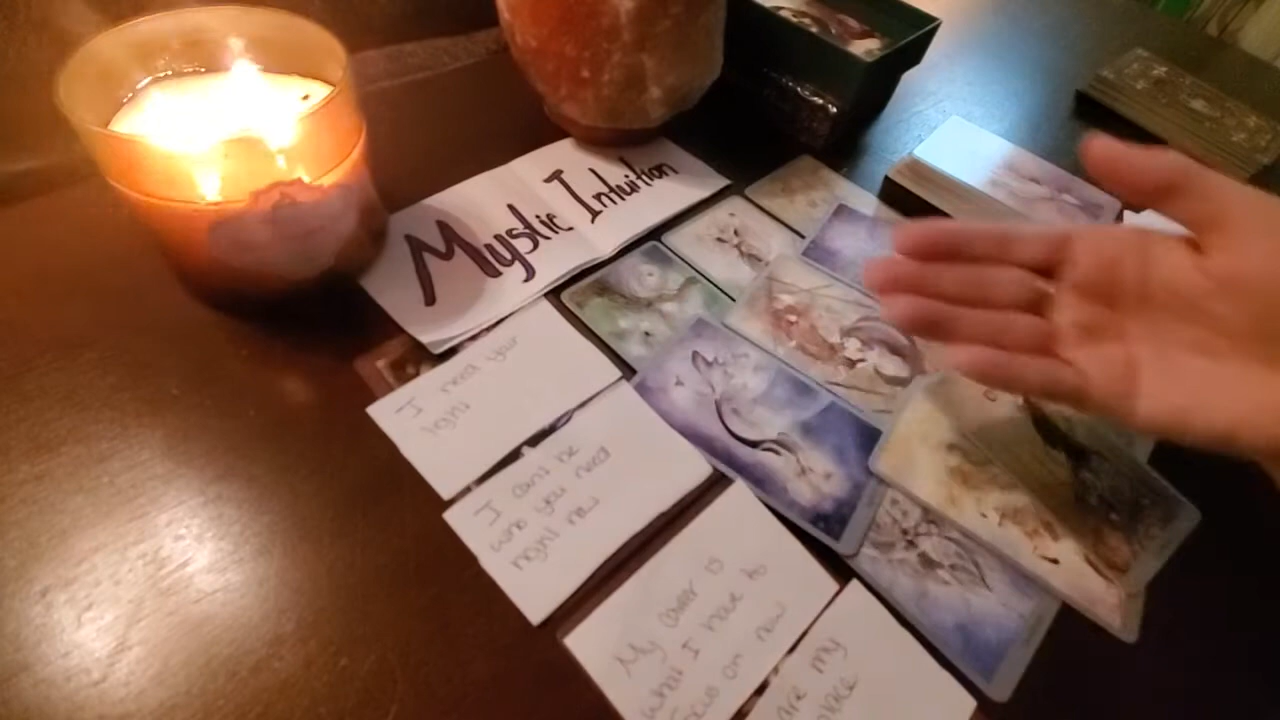 Mystic Intuition
I need your
light
I can't be
who you need
right now
My career is
what I have to
focus on now
are my